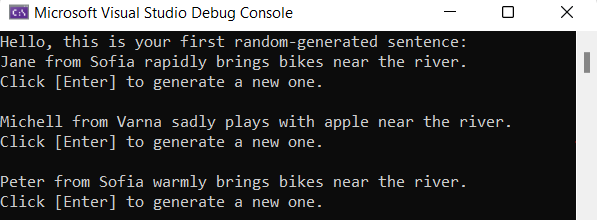 Microsoft Visual Studio Debug Console
Hello, this is your first random-generated sentence:
Jane from Sofia rapidly brings bikes near the river.
Click [Enter] to generate a new one.
Michell from Varna sadly plays with apple near the river.
Click [Enter] to generate a new one.
Peter from Sofia warmly brings bikes near the river.
Click [Enter] to generate a new one.